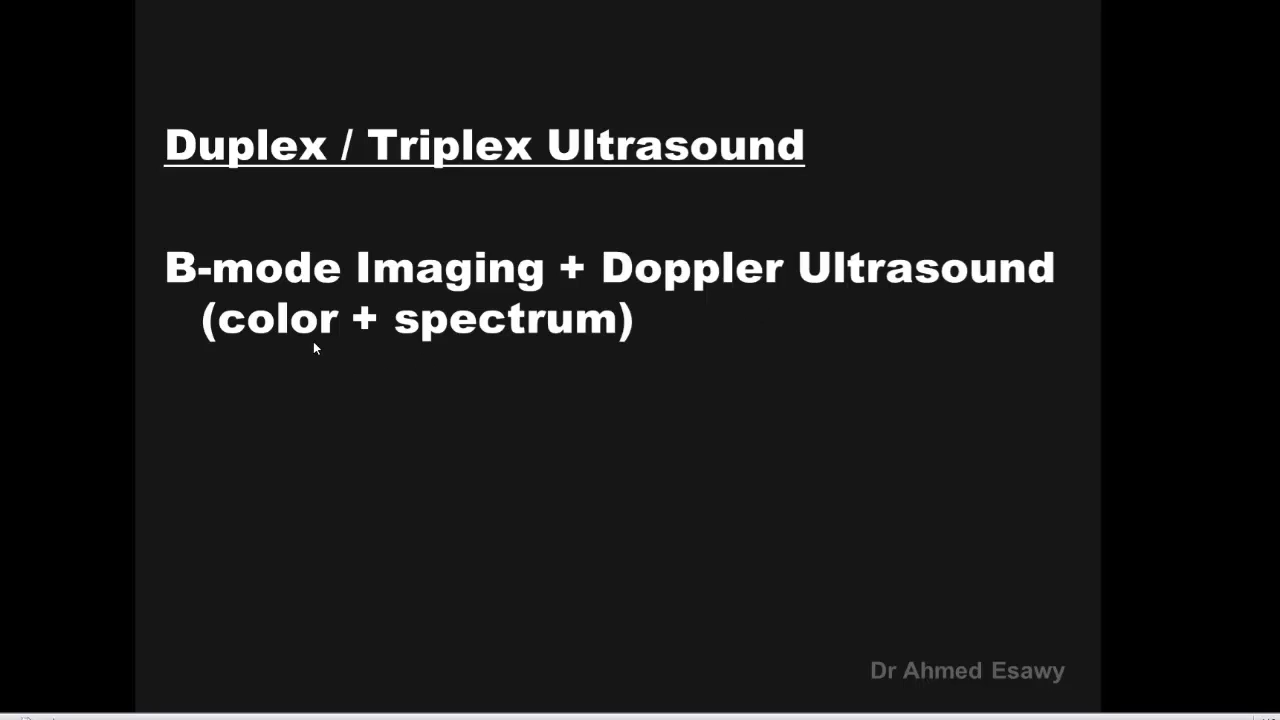 Duplex / Triplex Ultrasound
B-mode Imaging + Doppler Ultrasound
(color + spectrum)
Dr Ahmed Esawy